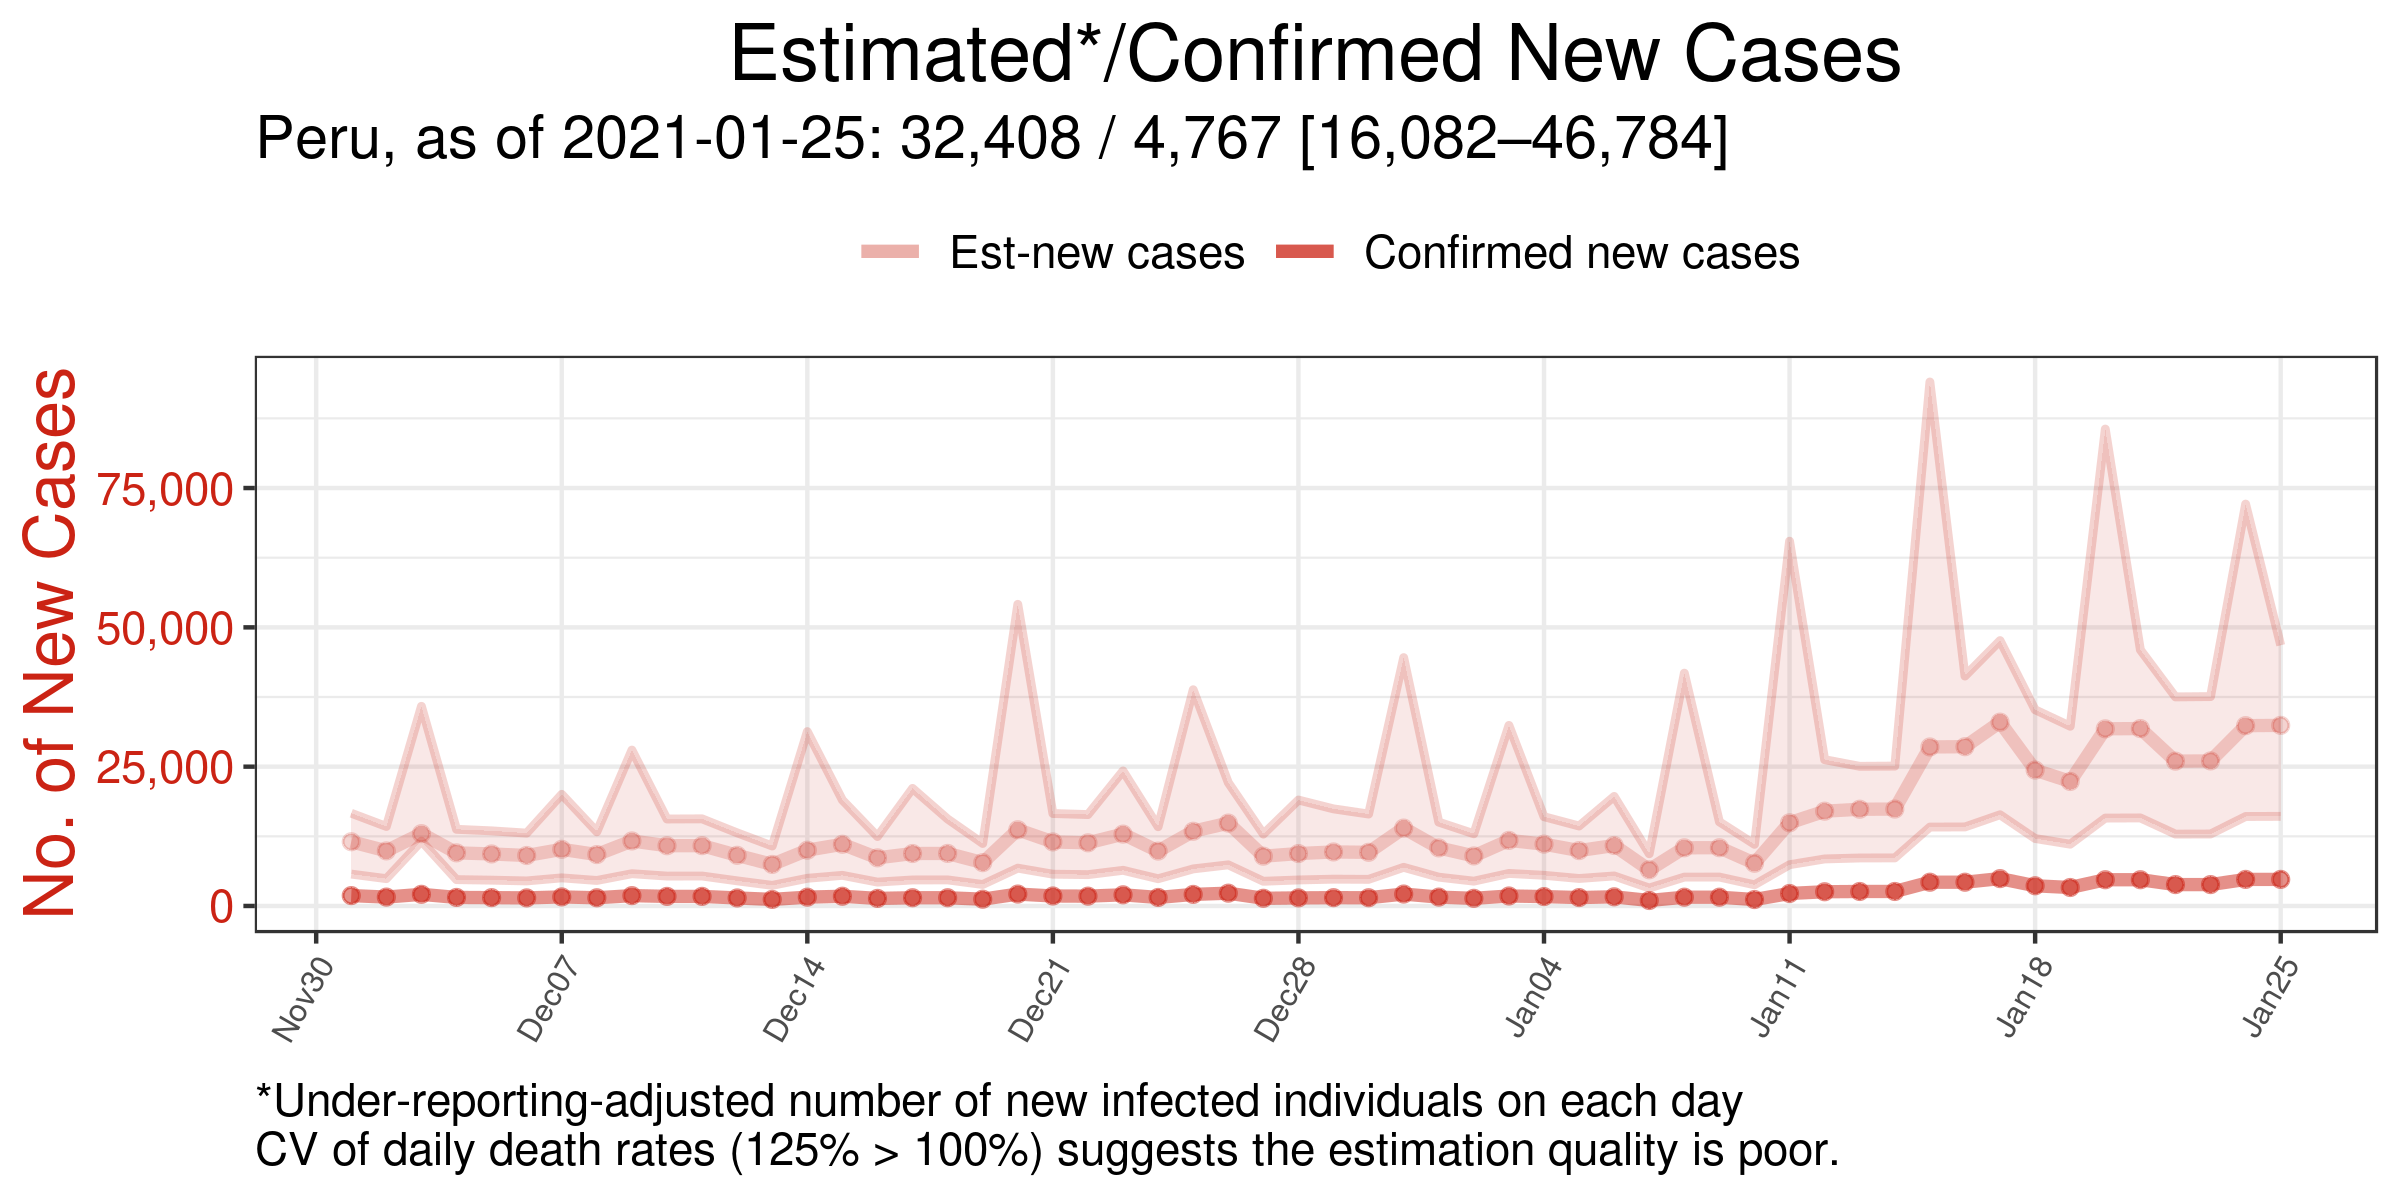 Estimated*/Confirmed New Cases
Peru, as of 2021-01-25: 32,408 / 4,767 [16,082–46,784]
Est-new cases Confirmed new cases
No. of New Cases
75,000
50,000
25,000
0
Nov30 Dec07 Dec14 Dec21 Dec28 Jan04 Jan11 Jan18 Jan25
*Under-reporting-adjusted number of new infected individuals on each day
CV of daily death rates (125% > 100%) suggests the estimation quality is poor.